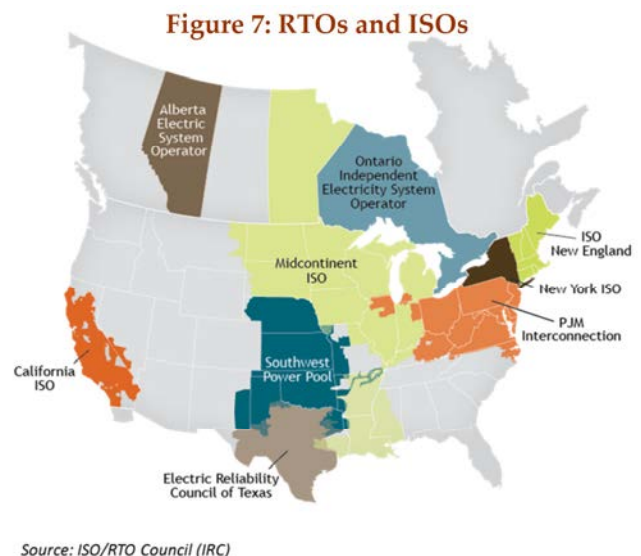 Figure 7: RTOs and ISOs
Alberta
Electric
System
Operator
Ontario
Independent
Electricity System
Operator
ISO
New England
Midcontinent
ISO
New York ISO
PJM
Interconnection
California
ISO
Southwest
Power Pool
Electric Reliability
Council of Texas
Source: ISO/RTO Council (IRC)